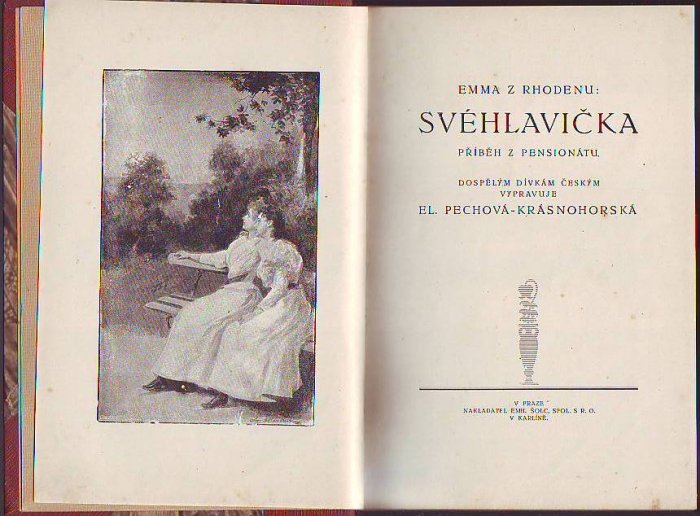 EMMA Z RHODENU:
SVÉHLAVIČKA
PŘÍBĚH Z PENSIONÁTU.
DOSPĚLÝM DÍVKÁM ČESKÝM
VYPRAVUJE
EL. PECHOVÁ-KRÁSNOHORSKÁ
V PRAZE
NAKLADATEL EMIL ŠOLC, SPOL. S R. O.
V KARLÍNĚ.